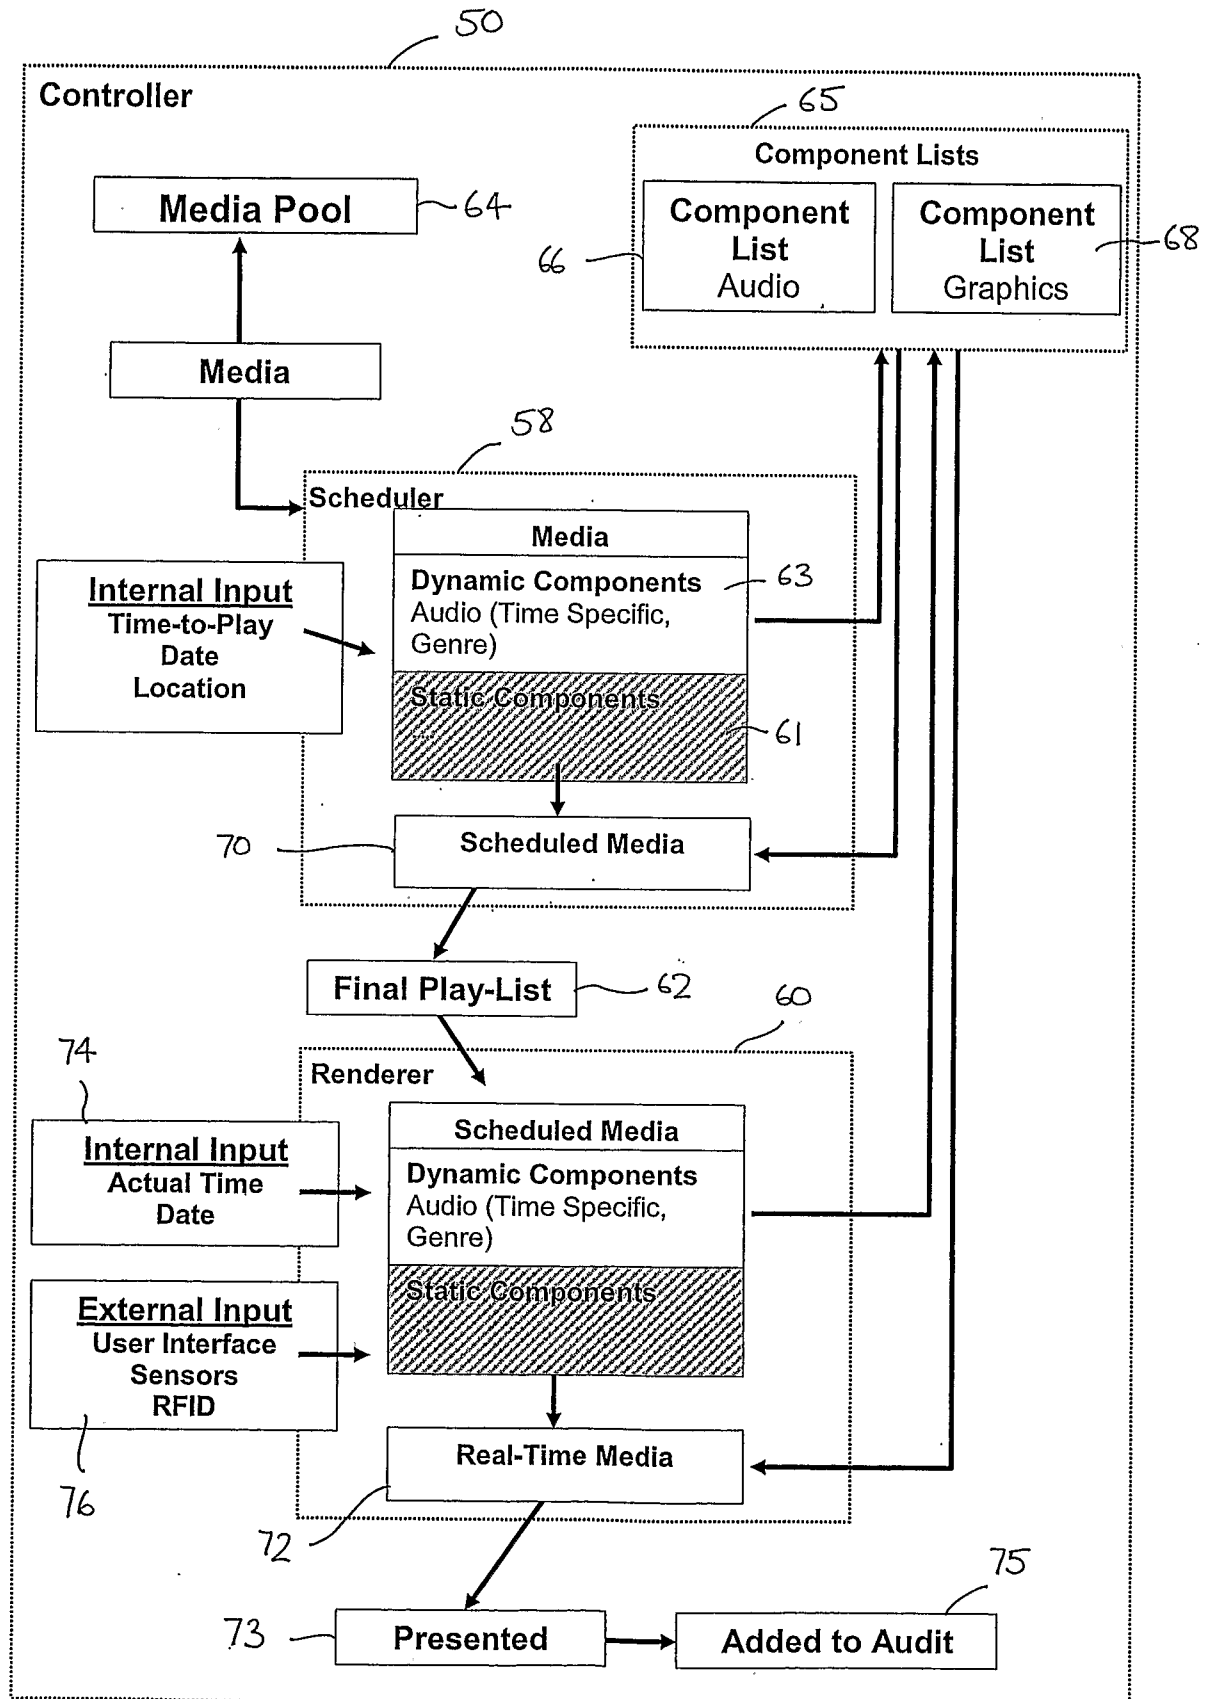 50
Controller
65
Component Lists
Media Pool
64
Component
List
Audio
66
Component
List
Graphics
68
Media
58
Scheduler
Media
Dynamic Components
Audio (Time Specific,
Genre)
63
Internal Input
Time-to-Play
Date
Location
Static Components
...
61
70
Scheduled Media
Final Play-List
62
60
74
Renderer
Internal Input
Actual Time
Date
Scheduled Media
Dynamic Components
Audio (Time Specific,
Genre)
External Input
User Interface
Sensors
RFID
Static Components
76
Real-Time Media
72
75
73
Presented
Added to Audit